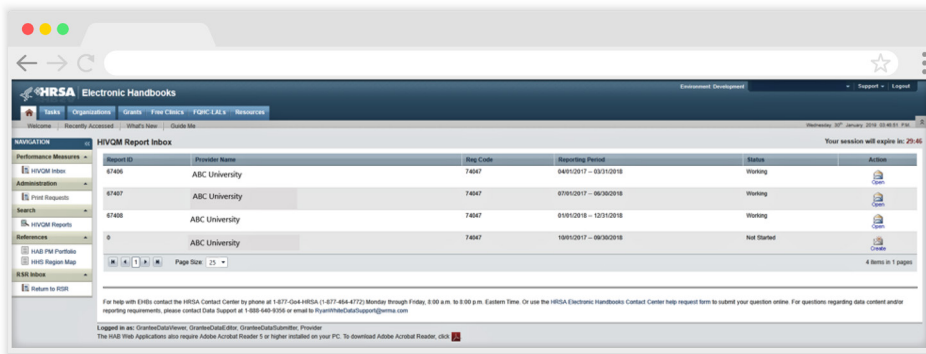 HRSA Electronic Handbooks
Environment: Development Support Logout
Tasks Organizations Grants Free Clinics FQHC-LALs Resources
Welcome Recently Accessed What's New Guide Me Wednesday 30th January 2019 03:46:51 P.M.
NAVIGATION HIVQM Report Inbox Your session will expire in: 29:46
Performance Measures
HIVQM Inbox
Administration
Print Requests
Search
HIVQM Reports
References
HAB PM Portfolio
HHS Region Map
RSR Inbox
Return to RSR
Report ID Provider Name Reg Code Reporting Period Status Action
67406 ABC University 74047 04/01/2017 -- 03/31/2018 Working Open
67407 ABC University 74047 07/01/2017 -- 06/30/2018 Working Open
67408 ABC University 74047 01/01/2018 -- 12/31/2018 Working Open
0 ABC University 74047 10/01/2017 -- 09/30/2018 Not Started Create
1 Page Size 25 4 items in 1 pages
For help with EHBs contact the HRSA Contact Center by phone at 1-877-Go4-HRSA (1-877-464-4772) Monday through Friday, 8:00 a.m. to 8:00 p.m. Eastern Time. Or use the HRSA Electronic Handbooks Contact Center help request form to submit your question online. For questions regarding data content and/or
reporting requirements, please contact Data Support at 1-888-640-9356 or email to RyanWhiteDataSupport@wrma.com
Logged in as: GranteeDataViewer, GranteeDataEditor, GranteeDataSubmitter, Provider
The HAB Web Applications also require Adobe Acrobat Reader 5 or higher installed on your PC. To download Adobe Acrobat Reader, click